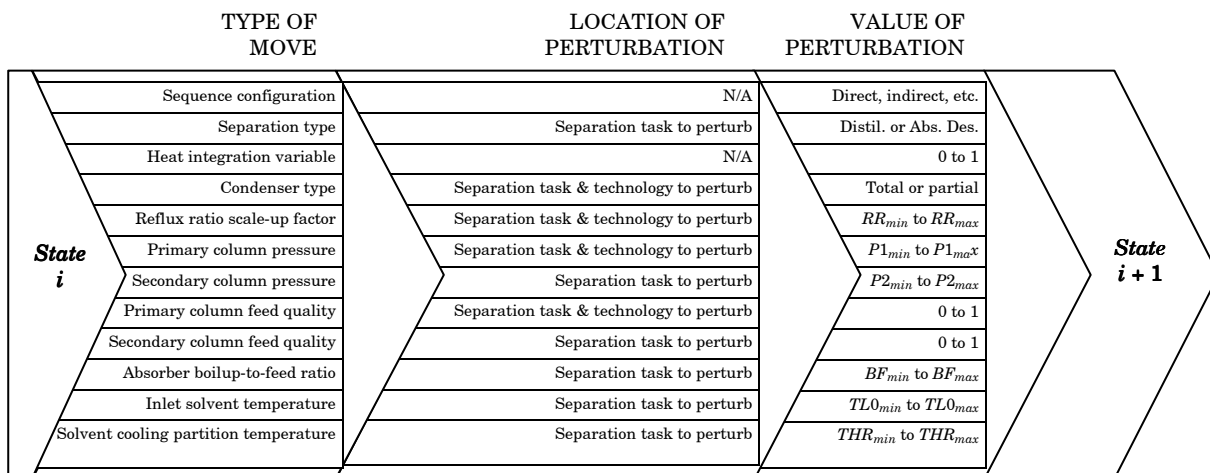 TYPE OF
MOVE
LOCATION OF
PERTURBATION
VALUE OF
PERTURBATION
Sequence configuration N/A Direct, indirect, etc.
Separation type Separation task to perturb Distil. or Abs. Des.
Heat integration variable N/A 0 to 1
Condenser type Separation task & technology to perturb Total or partial
Reflux ratio scale-up factor Separation task & technology to perturb RRmin to RRmax
Primary column pressure Separation task & technology to perturb P1min to P1max
Secondary column pressure Separation task to perturb P2min to P2max
Primary column feed quality Separation task & technology to perturb 0 to 1
Secondary column feed quality Separation task to perturb 0 to 1
Absorber boilup-to-feed ratio Separation task to perturb BFmin to BFmax
Inlet solvent temperature Separation task to perturb TL0min to TL0max
Solvent cooling partition temperature Separation task to perturb THRmin to THRmax
State
i
State
i + 1